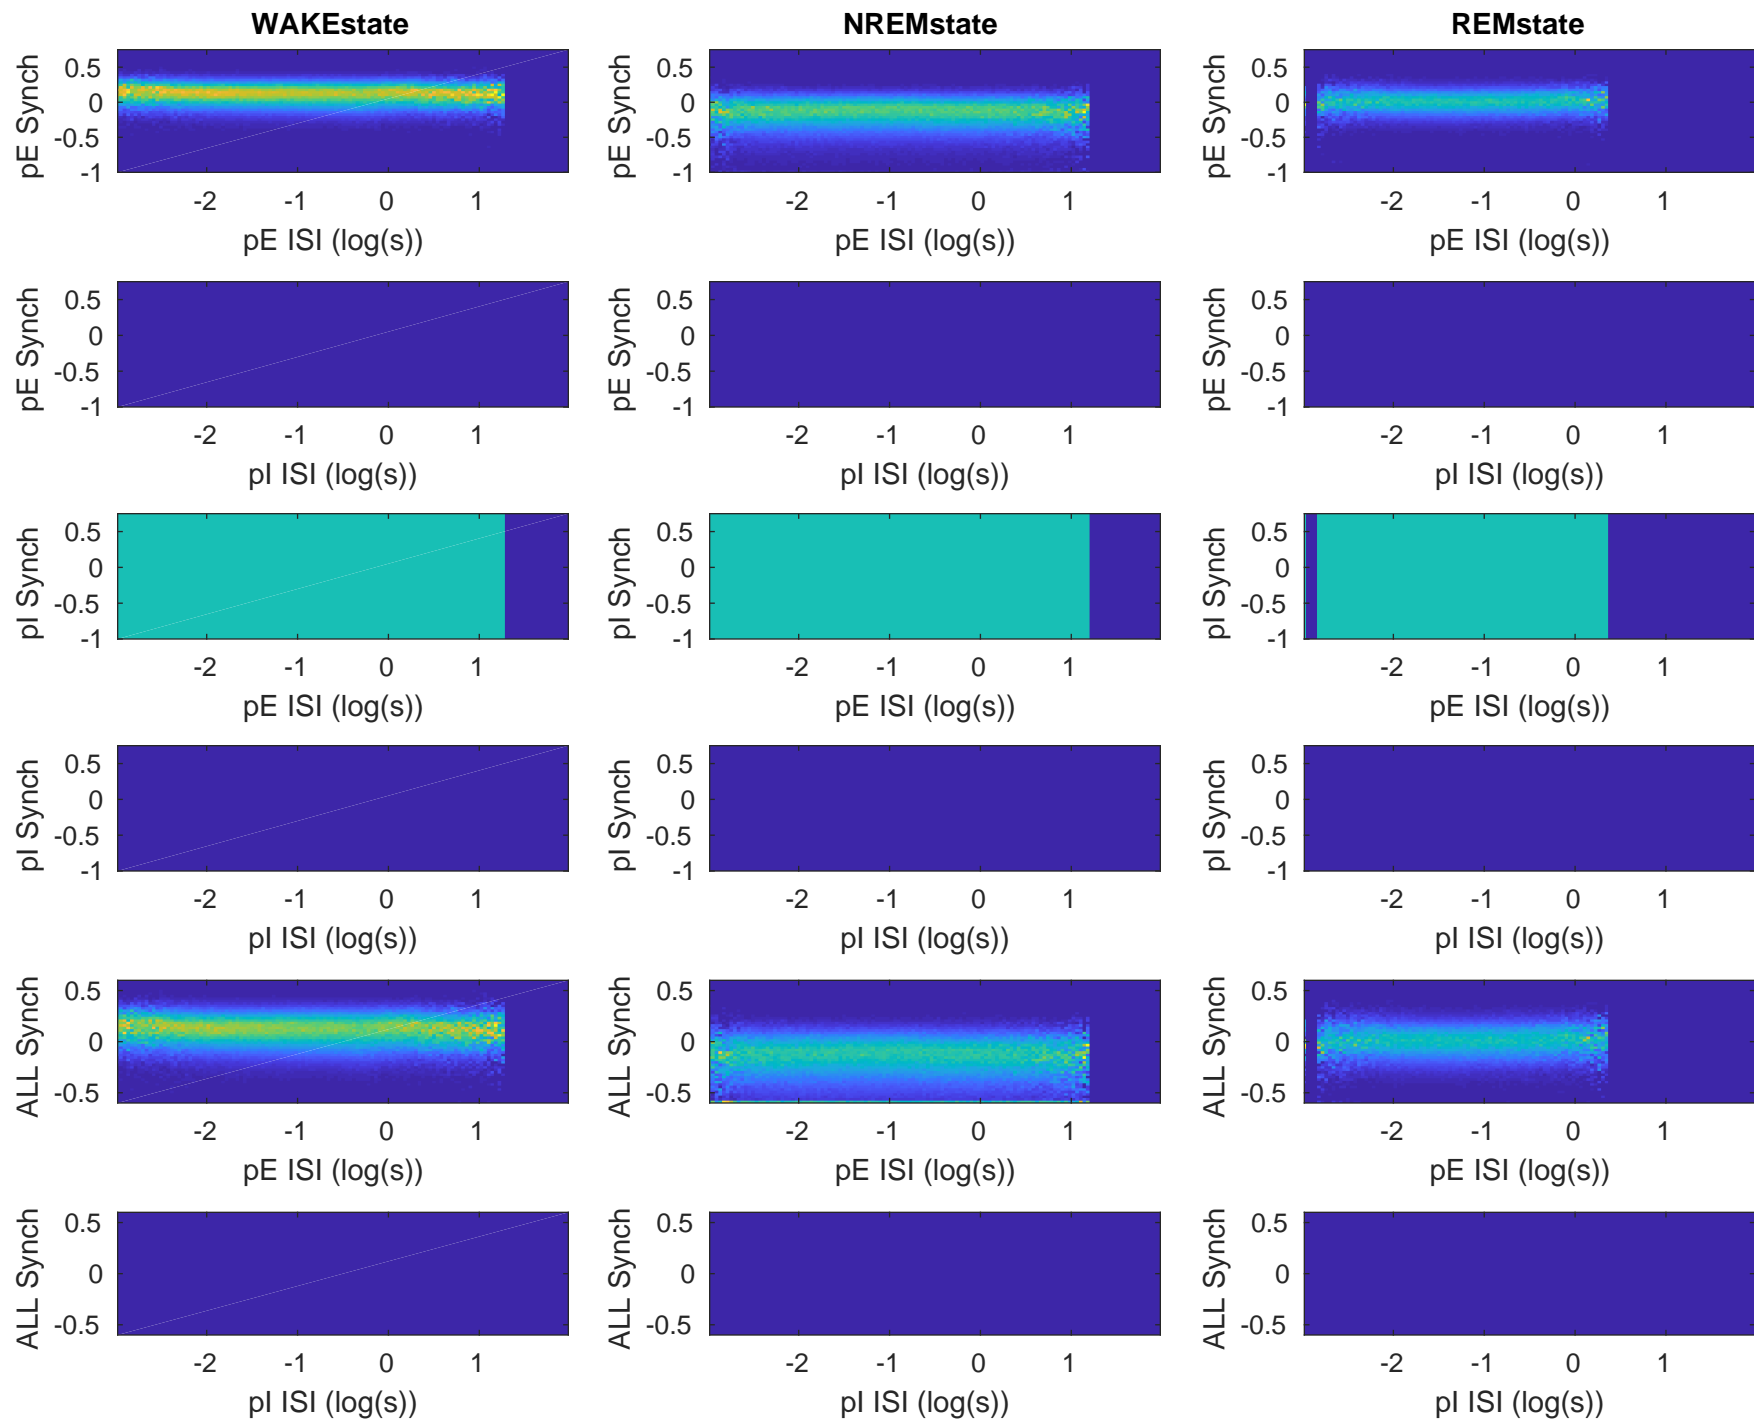 WAKEstate NREMstate REMstate
0.5 0.5 0.5
0 0 0
-0.5 -0.5 -0.5
-1 -1 -1
pE Synch pE Synch pE Synch
-2 -1 0 1 -2 -1 0 1 -2 -1 0 1
pE ISI (log(s)) pE ISI (log(s)) pE ISI (log(s))
0.5 0.5 0.5
0 0 0
-0.5 -0.5 -0.5
-1 -1 -1
pE Synch pE Synch pE Synch
-2 -1 0 1 -2 -1 0 1 -2 -1 0 1
pI ISI (log(s)) pI ISI (log(s)) pI ISI (log(s))
0.5 0.5 0.5
0 0 0
-0.5 -0.5 -0.5
-1 -1 -1
pI Synch pI Synch pI Synch
-2 -1 0 1 -2 -1 0 1 -2 -1 0 1
pE ISI (log(s)) pE ISI (log(s)) pE ISI (log(s))
0.5 0.5 0.5
0 0 0
-0.5 -0.5 -0.5
-1 -1 -1
pI Synch pI Synch pI Synch
-2 -1 0 1 -2 -1 0 1 -2 -1 0 1
pI ISI (log(s)) pI ISI (log(s)) pI ISI (log(s))
0.5 0.5 0.5
0 0 0
-0.5 -0.5 -0.5
ALL Synch ALL Synch ALL Synch
-2 -1 0 1 -2 -1 0 1 -2 -1 0 1
pE ISI (log(s)) pE ISI (log(s)) pE ISI (log(s))
0.5 0.5 0.5
0 0 0
-0.5 -0.5 -0.5
ALL Synch ALL Synch ALL Synch
-2 -1 0 1 -2 -1 0 1 -2 -1 0 1
pI ISI (log(s)) pI ISI (log(s)) pI ISI (log(s))